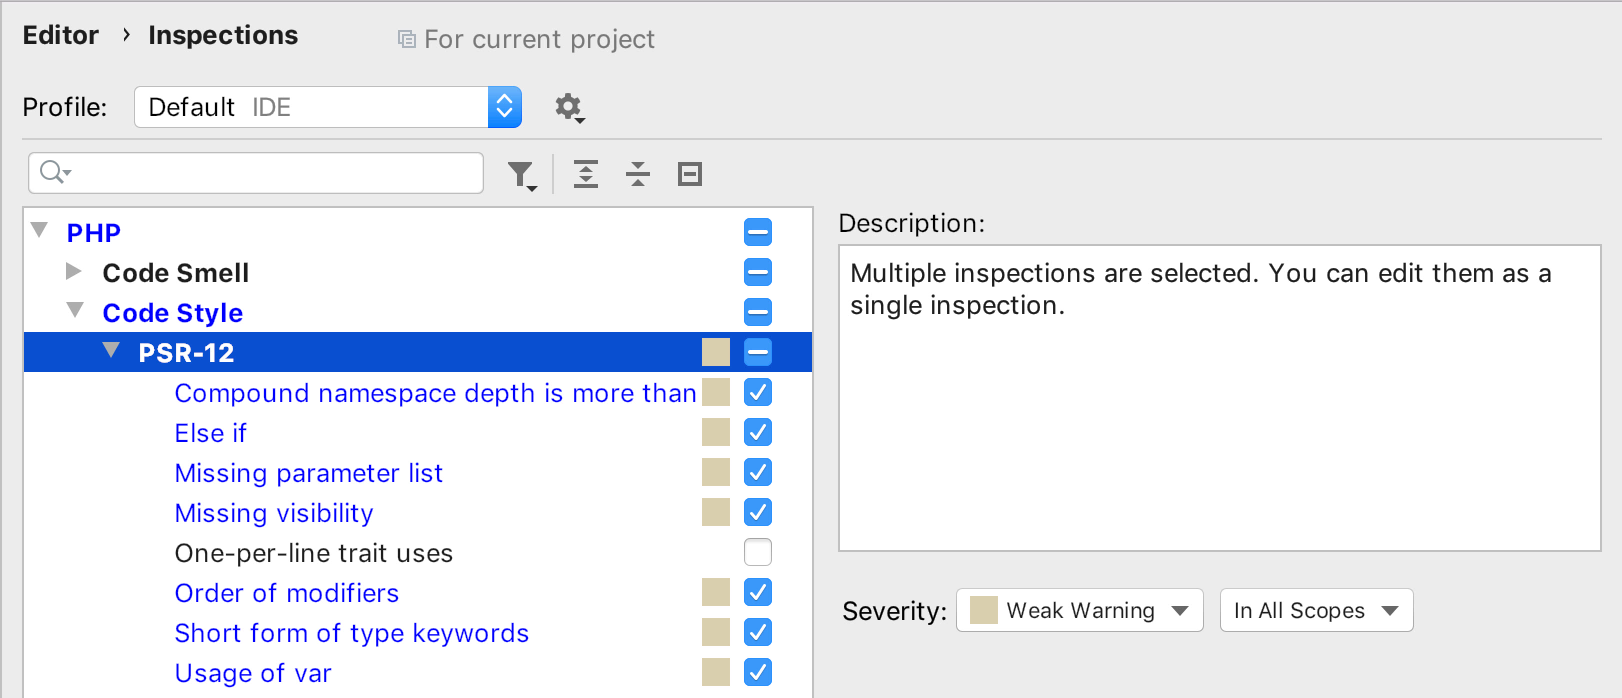 Editor › Inspections
For current project
Profile: Default IDE
PHP
Code Smell
Code Style
PSR-12
Compound namespace depth is more than
Else if
Missing parameter list
Missing visibility
One-per-line trait uses
Order of modifiers
Short form of type keywords
Usage of var
Description:
Multiple inspections are selected. You can edit them as a
single inspection.
Severity: Weak Warning In All Scopes